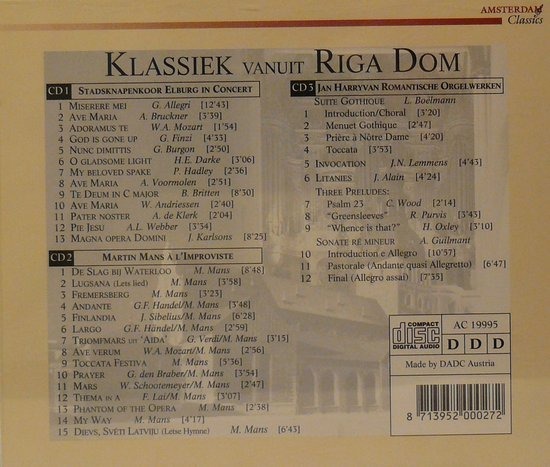 AMSTERDAM
Classics
KLASSIEK VANUIT RIGA DOM
CD 1 STADSKNAPENKOOR ELBURG IN CONCERT
1 MISERERE MEI G. Allegri [12'43]
2 AVE MARIA A. Bruckner [3'39]
3 ADORAMUS TE W.A. Mozart [1'54]
4 GOD IS GONE UP G. Finzi [4'33]
5 NUNC DIMITTIS G. Burgon [2'50]
6 O GLADSOME LIGHT H.E. Darke [3'06]
7 MY BELOVED SPAKE P. Hadley [2'36]
8 AVE MARIA A. Voormolen [2'51]
9 TE DEUM IN C MAJOR B. Britten [8'30]
10 AVE MARIA W. Andriessen [2'40]
11 PATER NOSTER A. de Klerk [2'04]
12 PIE JESU A.L. Webber [3'34]
13 MAGNA OPERA DOMINI J. Karlsons [8'25]
CD 2 MARTIN MANS A L'IMPROVISTE
1 DE SLAG BIJ WATERLOO M. Mans [8'48]
2 LUGSANA (Lets lied) M. Mans [3'58]
3 FREMERSBERG M. Mans [3'23]
4 ANDANTE G.F. Handel/M. Mans [3'48]
5 FINLANDIA J. Sibelius/M. Mans [6'28]
6 LARGO G.F. Händel/M. Mans [2'59]
7 TRIOMFMARS UIT 'AIDA' G. Verdi/M. Mans [3'15]
8 AVE VERUM W.A. Mozart/M. Mans [2'56]
9 TOCCATA FESTIVA M. Mans [5'36]
10 PRAYER G. den Braber/M. Mans [3'54]
11 MARS W. Schootemeyer/M. Mans [2'47]
12 THEMA IN A F. Lai/M. Mans [3'07]
13 PHANTOM OF THE OPERA M. Mans [2'38]
14 MY WAY M. Mans [4'17]
15 DIEVS, SVÉTI LATVIJU (Letse Hymne) M. Mans [6'43]
CD 3 JAN HARRYVAN ROMANTISCHE ORGELWERKEN
SUITE GOTHIQUE L. Boëlmann
1 Introduction/Choral [3'20]
2 Menuet Gothique [2'47]
3 Prière à Nôtre Dame [4'20]
4 Toccata [3'53]
5 INVOCATION J.N. Lemmens [4'43]
6 LITANIES J. Alain [4'24]
THREE PRELUDES:
7 Psalm 23 C. Wood [2'14]
8 "Greensleeves" R. Purvis [3'43]
9 "Whence is that?" H. Oxley [3'10]
SONATE RE MINEUR A. Guilmant
10 Introduction e Allegro [10'57]
11 Pastorale (Andante quasi Allegretto) [6'47]
12 Final (Allegro assai) [7'35]
COMPACT
disc
DIGITAL AUDIO
AC 19995
D D D
Made by DADC Austria
8 713952 000272